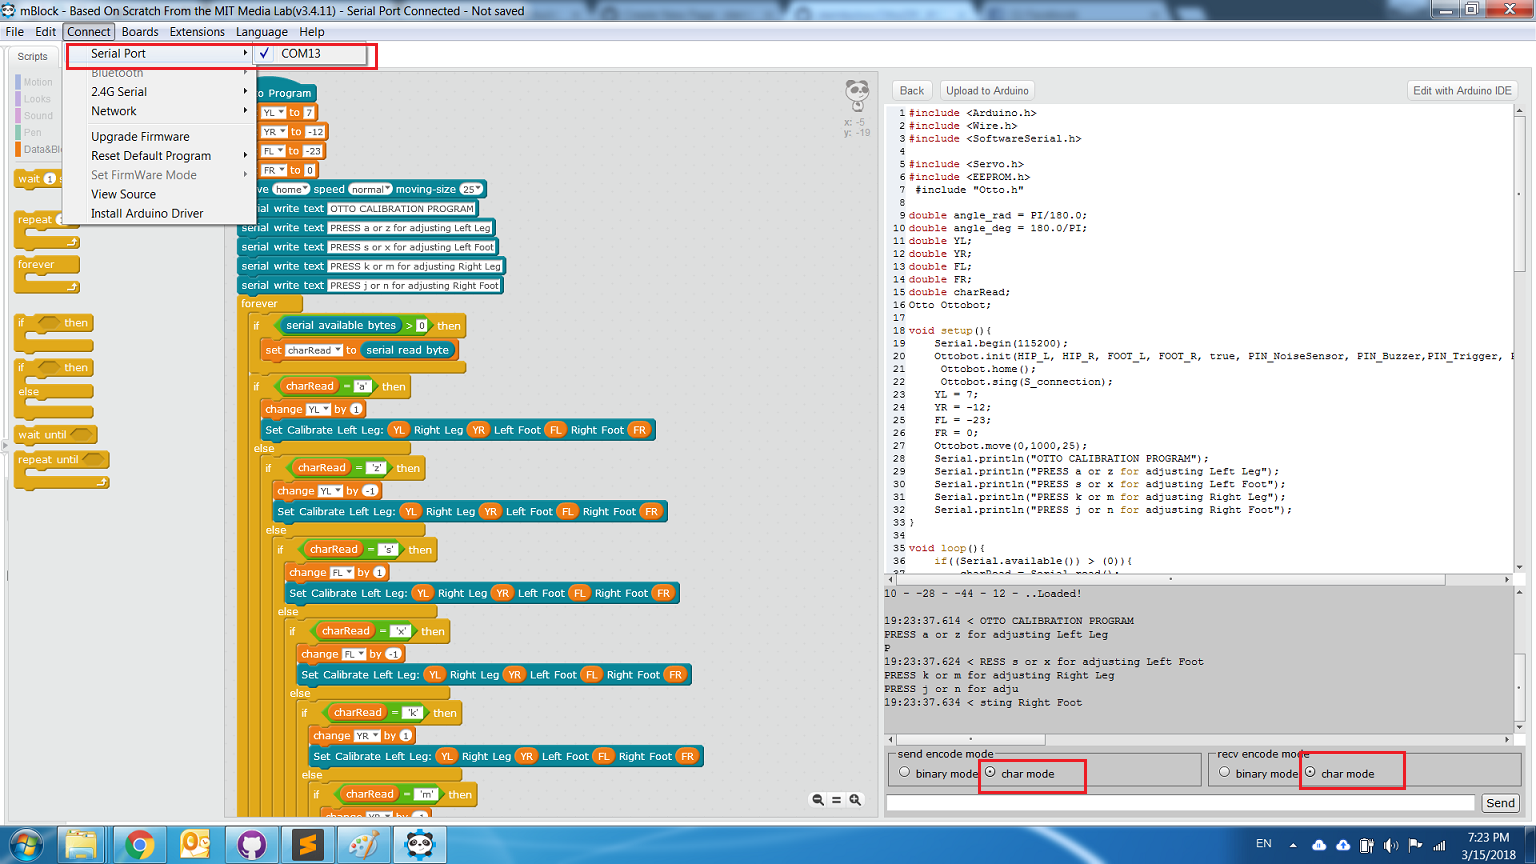 mBlock - Based On Scratch From the MIT Media Lab(v3.4.11) - Serial Port Connected - Not saved
File Edit Connect Boards Extensions Language Help
Serial Port
COM13
Bluetooth
2.4G Serial
Network
Upgrade Firmware
Reset Default Program
Set FirmWare Mode
View Source
Install Arduino Driver
Scripts
Motion
Looks
Sound
Pen
Data&Bl
wait 1
repeat
forever
if then
if then
else
wait until
repeat until
Program
YL to 7
YR to -12
FL to -23
FR to 0
home speed normal moving-size 25
serial write text OTTO CALIBRATION PROGRAM
serial write text PRESS a or z for adjusting Left Leg
serial write text PRESS s or x for adjusting Left Foot
serial write text PRESS k or m for adjusting Right Leg
serial write text PRESS j or n for adjusting Right Foot
forever
if serial available bytes > 0 then
set charRead to serial read byte
if charRead = 'a' then
change YL by 1
Set Calibrate Left Leg: YL Right Leg YR Left Foot FL Right Foot FR
else
if charRead = 'z' then
change YL by -1
Set Calibrate Left Leg: YL Right Leg YR Left Foot FL Right Foot FR
else
if charRead = 's' then
change FL by 1
Set Calibrate Left Leg: YL Right Leg YR Left Foot FL Right Foot FR
else
if charRead = 'x' then
change FL by -1
Set Calibrate Left Leg: YL Right Leg YR Left Foot FL Right Foot FR
else
if charRead = 'k' then
change YR by 1
Set Calibrate Left Leg: YL Right Leg YR Left Foot FL Right Foot FR
else
if charRead = 'm' then
x: -5
y: -19
Back Upload to Arduino Edit with Arduino IDE
1 #include <Arduino.h>
2 #include <Wire.h>
3 #include <SoftwareSerial.h>
4
5 #include <Servo.h>
6 #include <EEPROM.h>
7 #include "Otto.h"
8
9 double angle_rad = PI/180.0;
10 double angle_deg = 180.0/PI;
11 double YL;
12 double YR;
13 double FL;
14 double FR;
15 double charRead;
16 Otto Ottobot;
17
18 void setup(){
19 Serial.begin(115200);
20 Ottobot.init(HIP_L, HIP_R, FOOT_L, FOOT_R, true, PIN_NoiseSensor, PIN_Buzzer,PIN_Trigger,
21 Ottobot.home();
22 Ottobot.sing(S_connection);
23 YL = 7;
24 YR = -12;
25 FL = -23;
26 FR = 0;
27 Ottobot.move(0,1000,25);
28 Serial.println("OTTO CALIBRATION PROGRAM");
29 Serial.println("PRESS a or z for adjusting Left Leg");
30 Serial.println("PRESS s or x for adjusting Left Foot");
31 Serial.println("PRESS k or m for adjusting Right Leg");
32 Serial.println("PRESS j or n for adjusting Right Foot");
33 }
34
35 void loop(){
36 if((Serial.available()) > (0)){
37 charRead = Serial.read();
10 - -28 - -44 - 12 - ..Loaded!
19:23:37.614 < OTTO CALIBRATION PROGRAM
PRESS a or z for adjusting Left Leg
P
19:23:37.624 < RESS s or x for adjusting Left Foot
PRESS k or m for adjusting Right Leg
PRESS j or n for adju
19:23:37.634 < sting Right Foot
send encode mode
binary mode char mode
recv encode mode
binary mode char mode
Send
EN
7:23 PM
3/15/2018